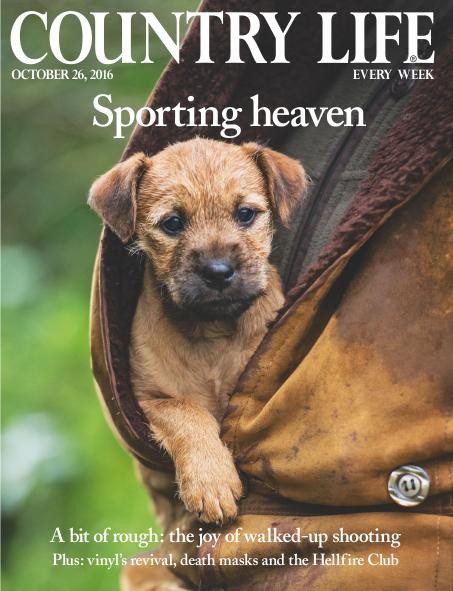 COUNTRY LIFE®
OCTOBER 26, 2016 EVERY WEEK
Sporting heaven
A bit of rough: the joy of walked-up shooting
Plus: vinyl's revival, death masks and the Hellfire Club